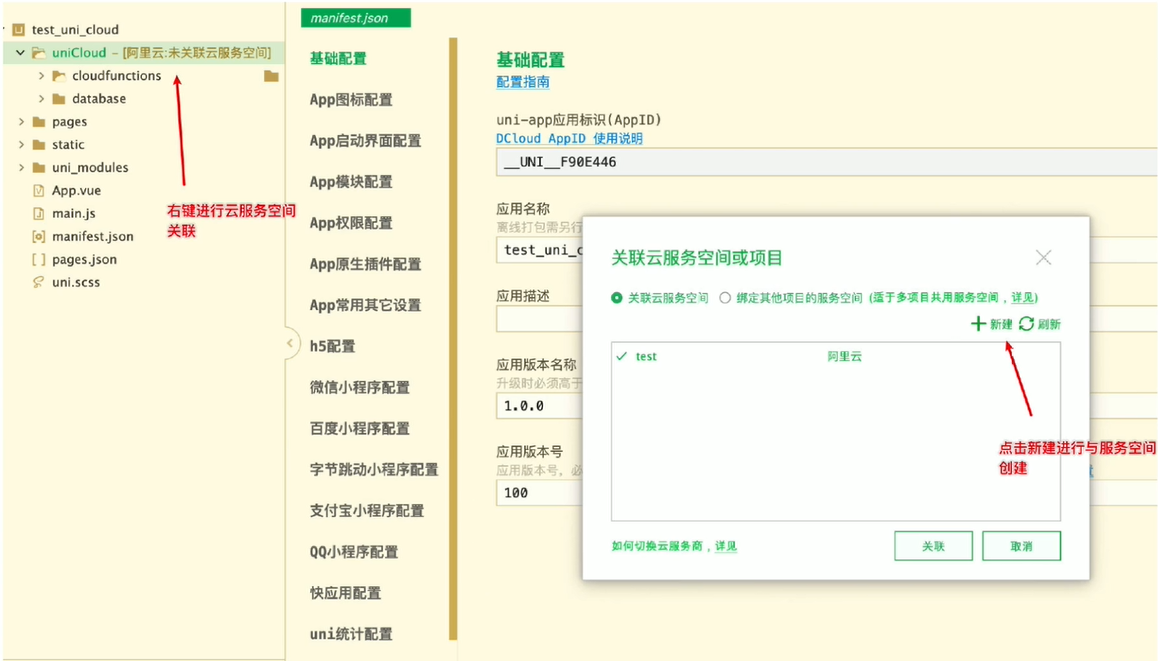 test_uni_cloud
uniCloud - [阿里云:未关联云服务空间]
cloudfunctions
database
pages
static
uni_modules
App.vue
main.js
manifest.json
pages.json
uni.scss
右键进行云服务空间
关联
manifest.json
基础配置
App图标配置
App启动界面配置
App模块配置
App权限配置
App原生插件配置
App常用其它设置
h5配置
微信小程序配置
百度小程序配置
字节跳动小程序配置
支付宝小程序配置
QQ小程序配置
快应用配置
uni统计配置
基础配置
配置指南
uni-app应用标识(AppID)
DCloud AppID 使用说明
__UNI__F90E446
应用名称
离线打包需另行
test_uni_c
应用描述
应用版本名称
升级时必须高于
1.0.0
应用版本号
应用版本号，必
100
关联云服务空间或项目
关联云服务空间 绑定其他项目的服务空间 (适于多项目共用服务空间，详见)
新建 刷新
test 阿里云
点击新建进行与服务空间
创建
如何切换云服务商，详见
关联 取消